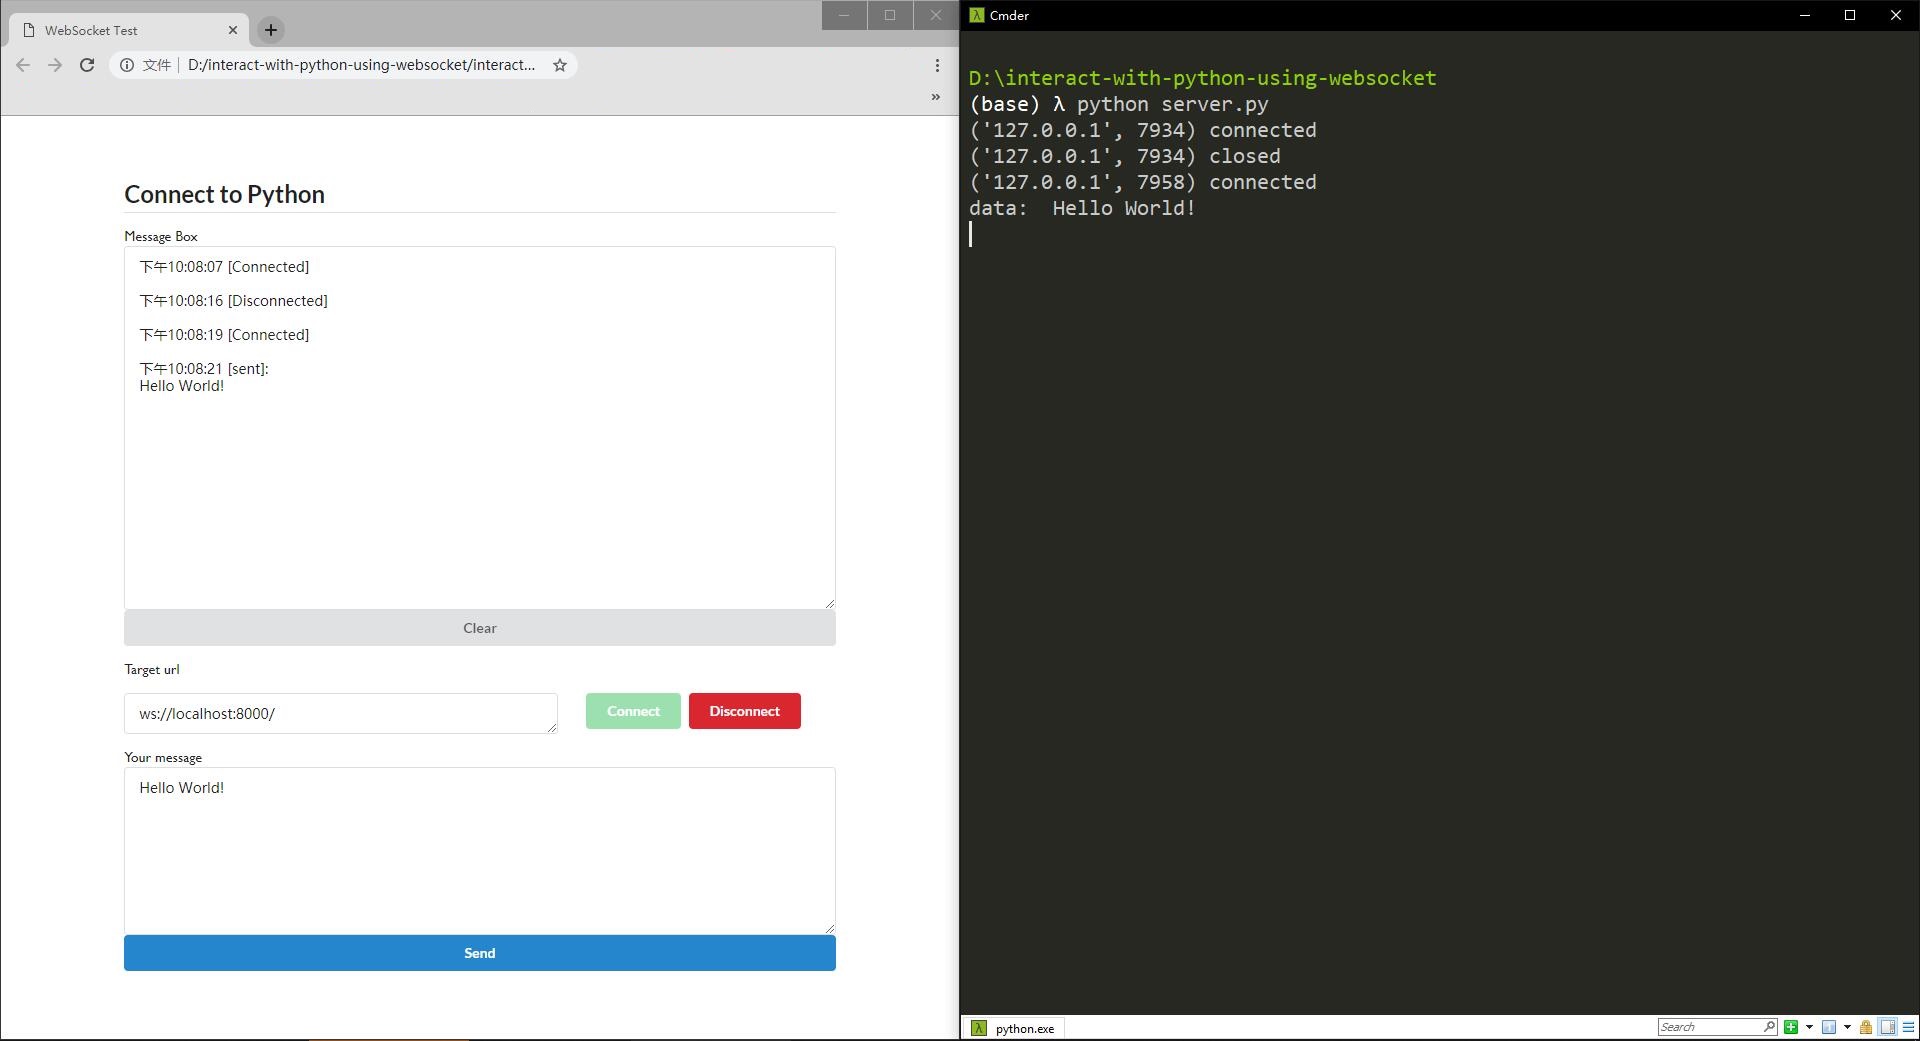 WebSocket Test
文件 D:/interact-with-python-using-websocket/interact...
Connect to Python
Message Box
下午10:08:07 [Connected]
下午10:08:16 [Disconnected]
下午10:08:19 [Connected]
下午10:08:21 [sent]:
Hello World!
Clear
Target url
ws://localhost:8000/
Connect
Disconnect
Your message
Hello World!
Send
λ Cmder
D:\interact-with-python-using-websocket
(base) λ python server.py
('127.0.0.1', 7934) connected
('127.0.0.1', 7934) closed
('127.0.0.1', 7958) connected
data:  Hello World!
λ python.exe
Search